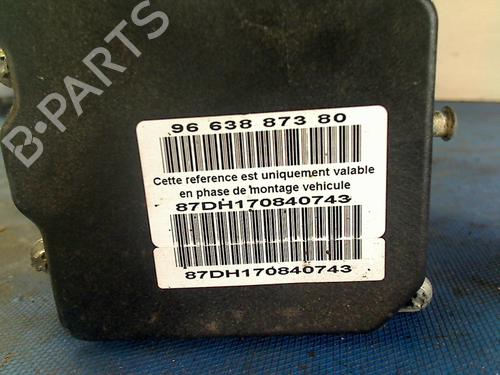 B-PARTS
96 638 873 80
Cette reference est uniquement valable
en phase de montage vehicule
87DH170840743
87DH170840743